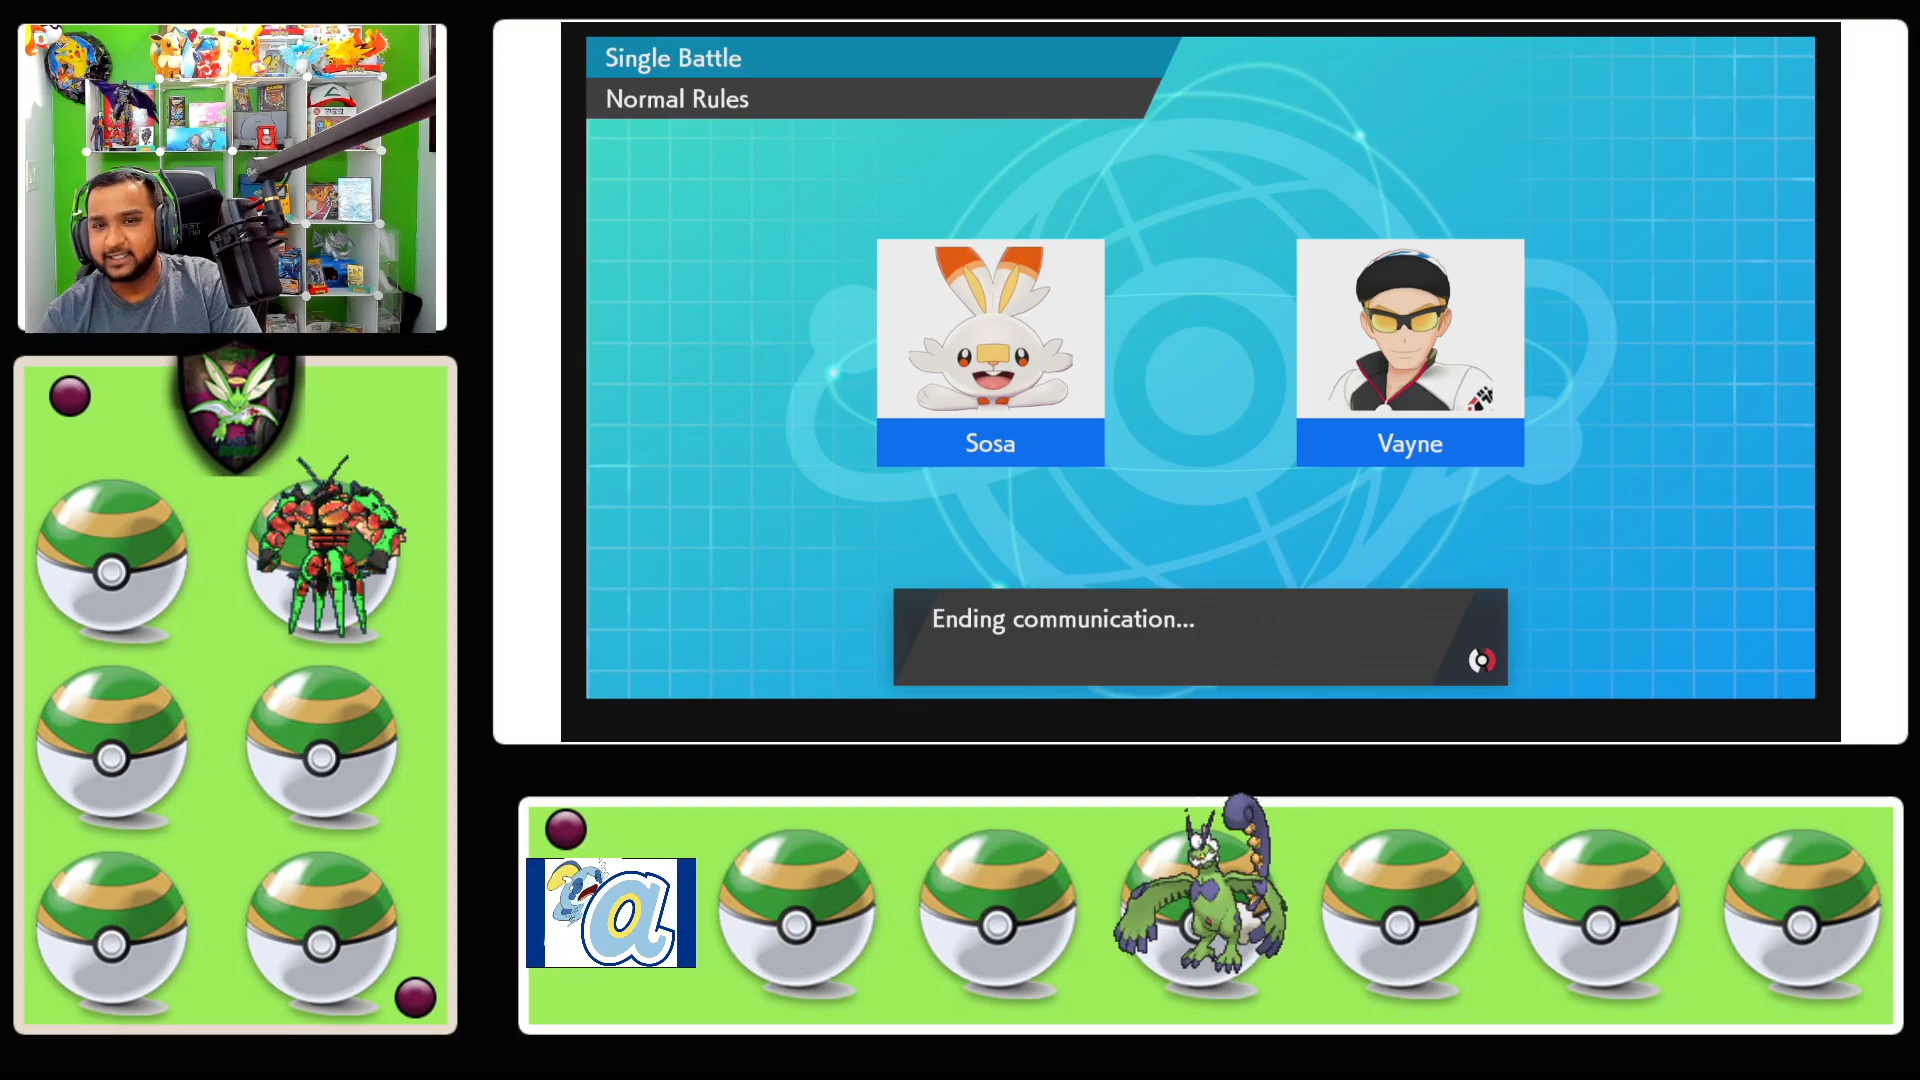 Single Battle
Normal Rules
Sosa
Vayne
Ending communication...
a